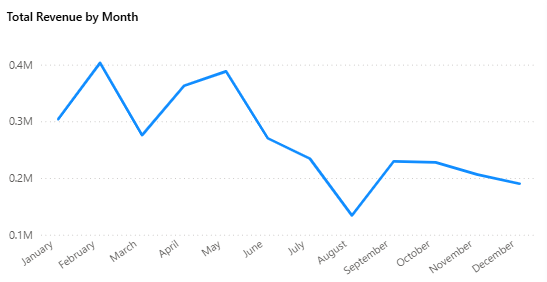 Total Revenue by Month
0.4M
0.3M
0.2M
0.1M
January
February
March
April
May
June
July
August
September
October
November
December